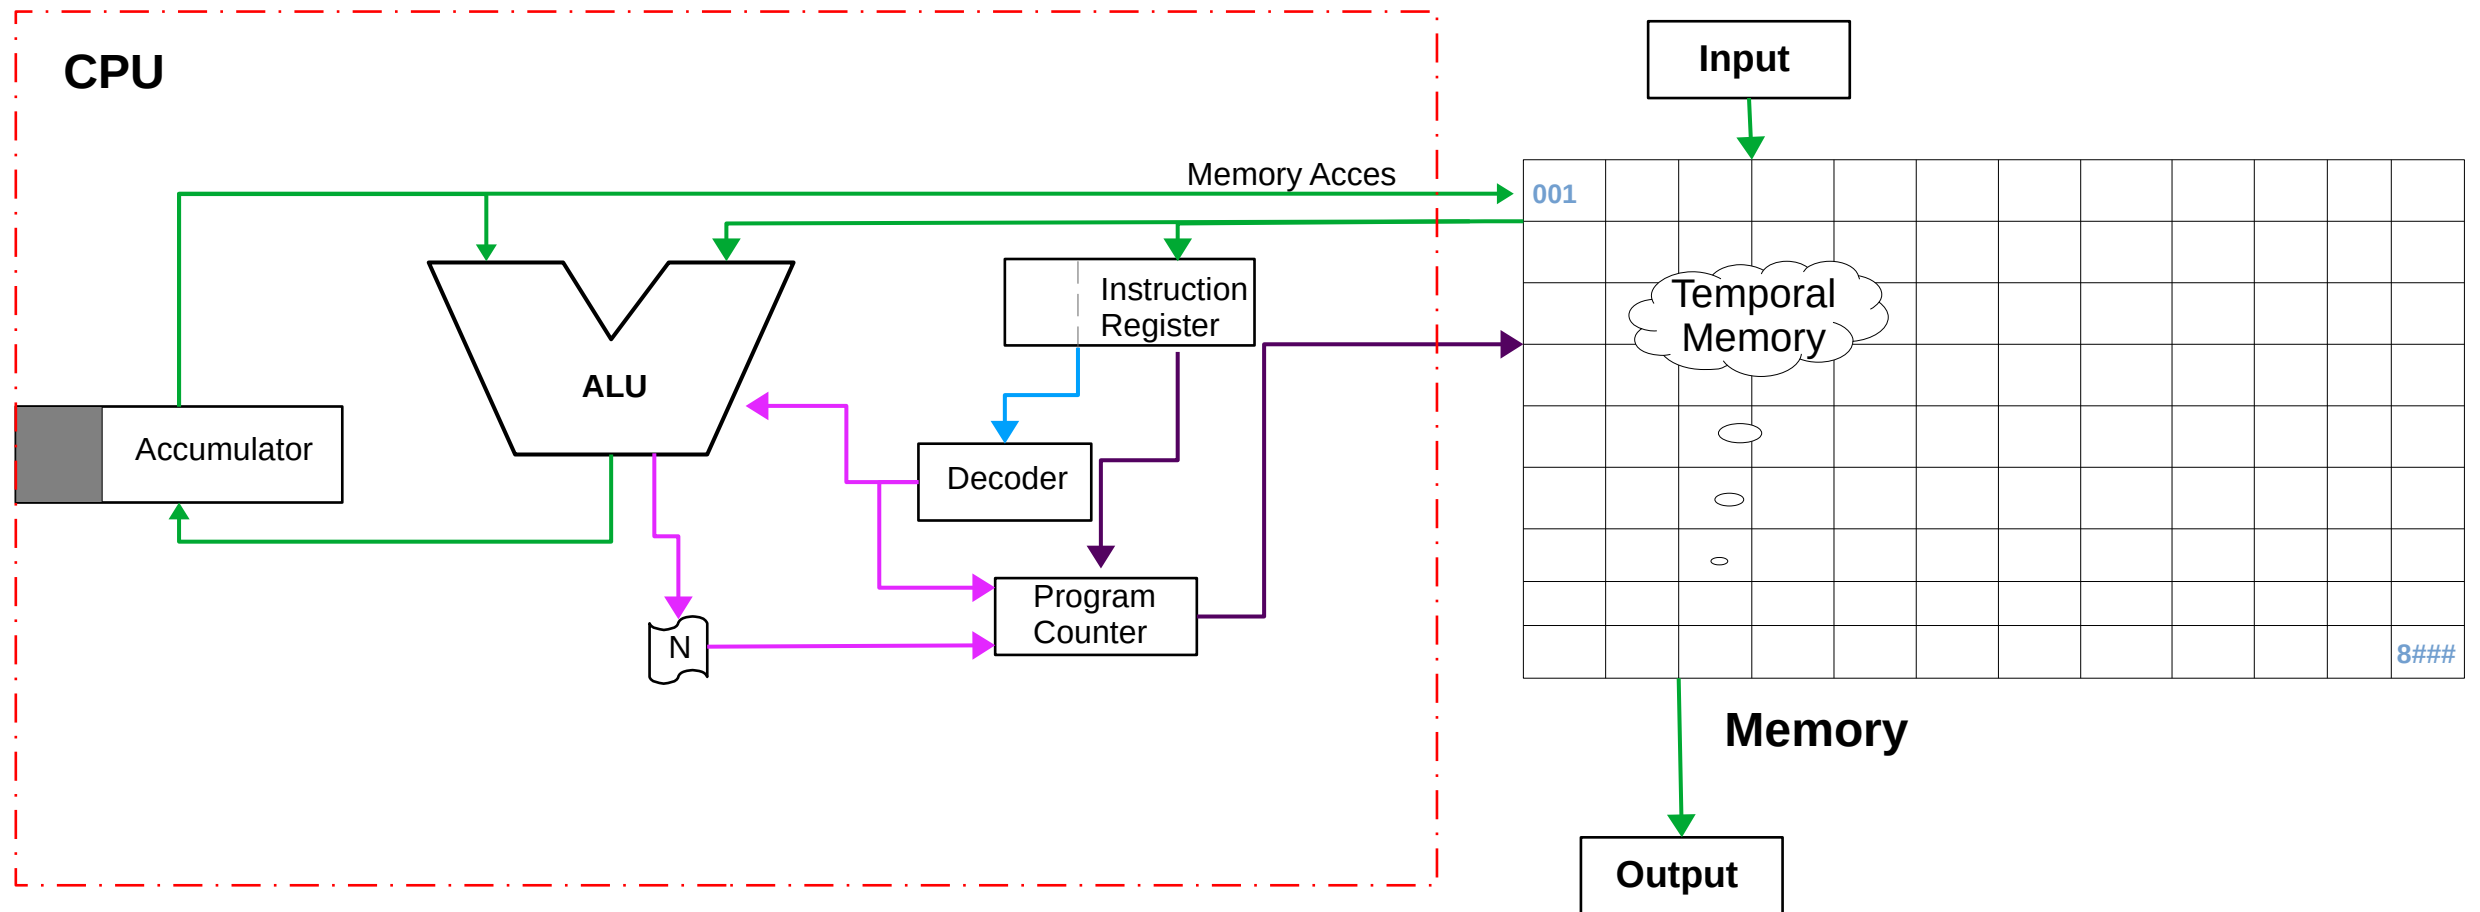 CPU
Input
Memory Acces
001
Instruction
Register
Temporal
Memory
ALU
Accumulator
Decoder
Program
Counter
N
8###
Memory
Output